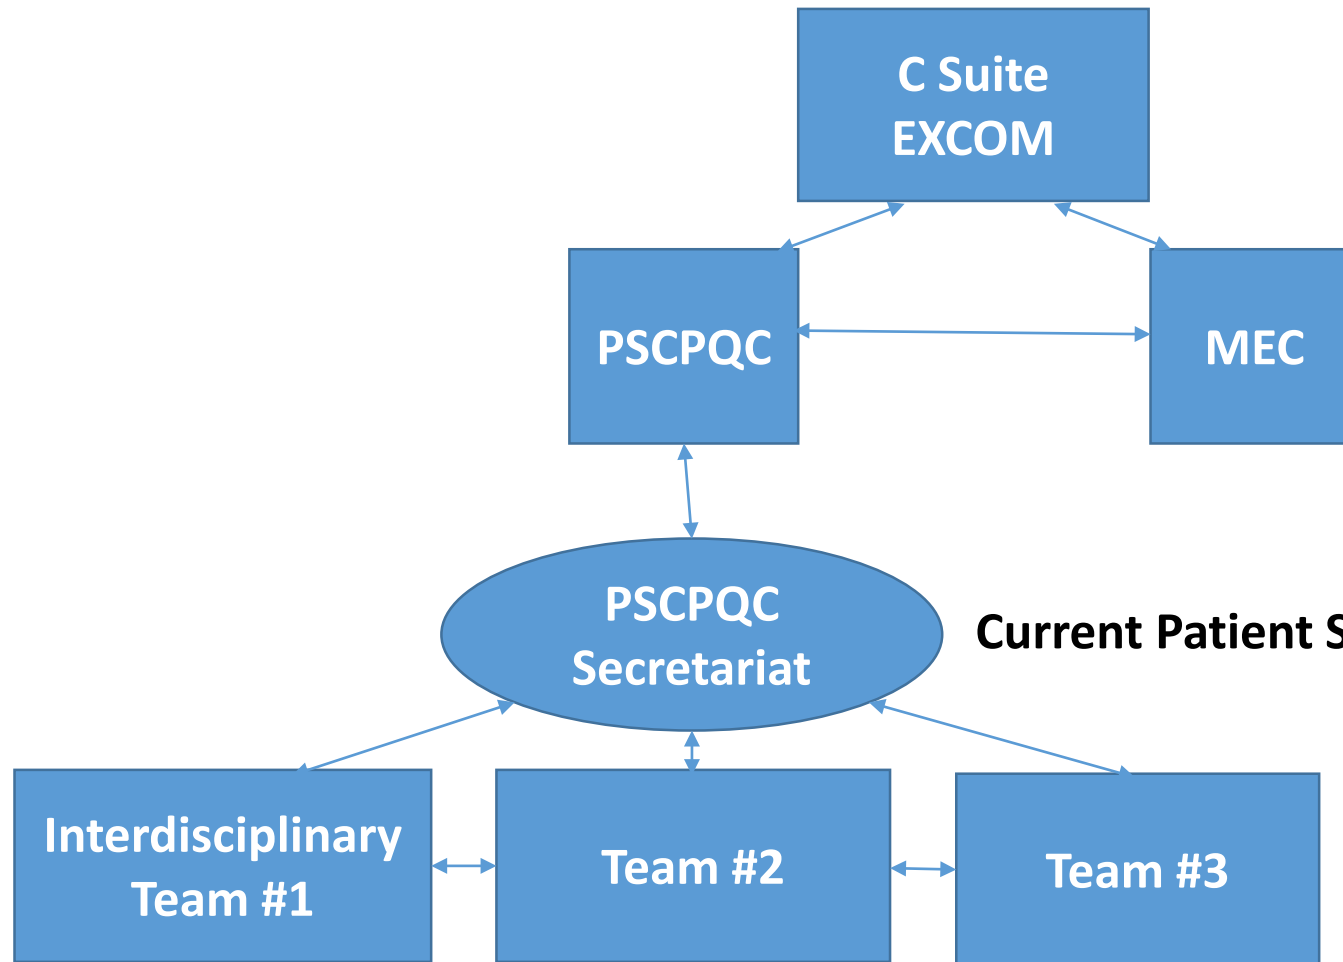 C Suite
EXCOM
PSCPQC
MEC
PSCPQC
Secretariat
Current Patient S
Interdisciplinary
Team #1
Team #2
Team #3